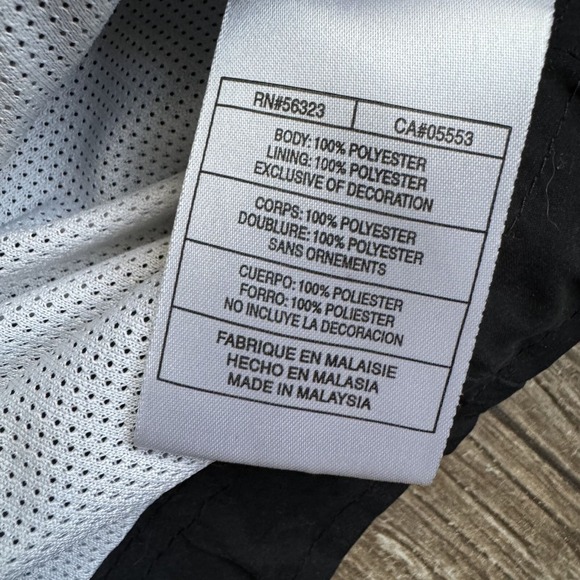 RN#56323 CA#05553
BODY: 100% POLYESTER
LINING: 100% POLYESTER
EXCLUSIVE OF DECORATION
CORPS: 100% POLYESTER
DOUBLURE: 100% POLYESTER
SANS ORNEMENTS
CUERPO: 100% POLIESTER
FORRO: 100% POLIESTER
NO INCLUYE LA DECORACION
FABRIQUE EN MALAISIE
HECHO EN MALASIA
MADE IN MALAYSIA